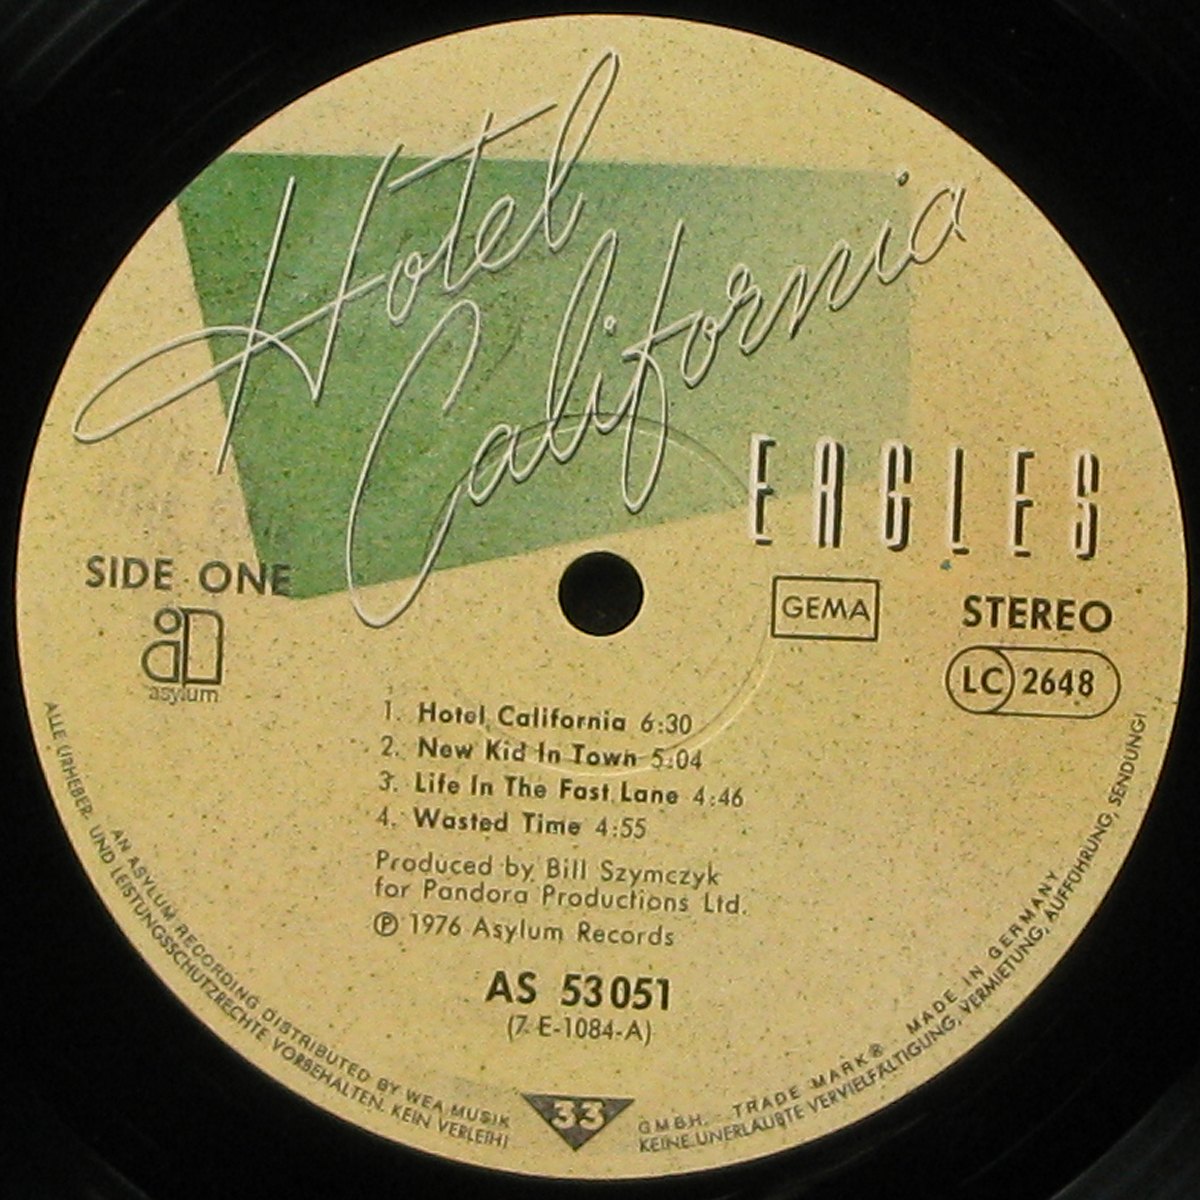 Hotel
California
EAGLES
SIDE ONE
asylum
GEMA
STEREO
LC 2648
1. Hotel California 6:30
2. New Kid In Town 5:04
3. Life In The Fast Lane 4:46
4. Wasted Time 4:55
Produced by Bill Szymczyk
for Pandora Productions Ltd.
℗ 1976 Asylum Records
AS 53 051
(7 E-1084-A)
33
AN ASYLUM RECORDING DISTRIBUTED BY WEA MUSIK G.M.B.H. TRADE MARK® MADE IN GERMANY
ALLE URHEBER- UND LEISTUNGSSCHUTZRECHTE VORBEHALTEN. KEIN VERLEIH! KEINE UNERLAUBTE VERVIELFÄLTIGUNG, VERMIETUNG, AUFFÜHRUNG, SENDUNG!